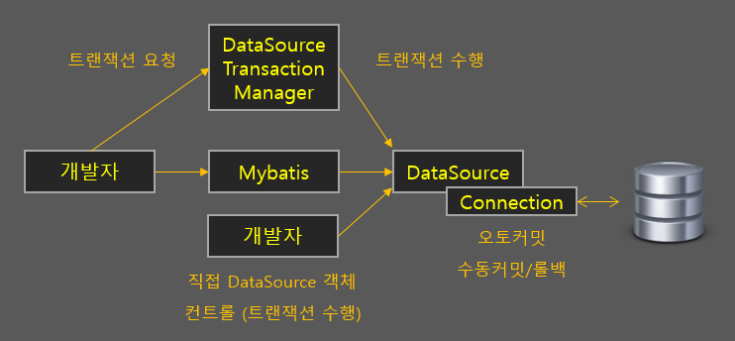 트랜잭션 요청
DataSource
Transaction
Manager
트랜잭션 수행
개발자
Mybatis
DataSource
Connection
개발자
오토커밋
수동커밋/롤백
직접 DataSource 객체
컨트롤 (트랜잭션 수행)